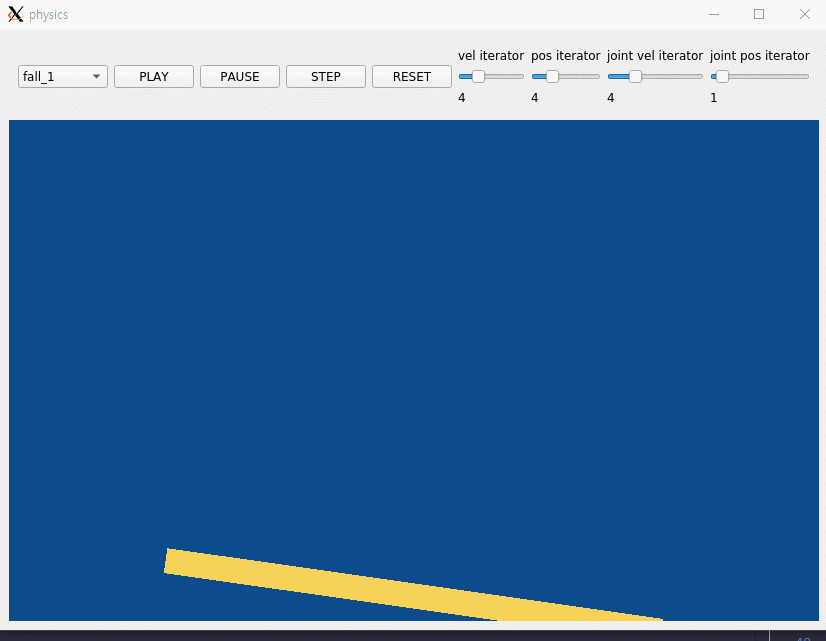 physics
vel iterator pos iterator joint vel iterator joint pos iterator
fall_1 PLAY PAUSE STEP RESET
4 4 4 1